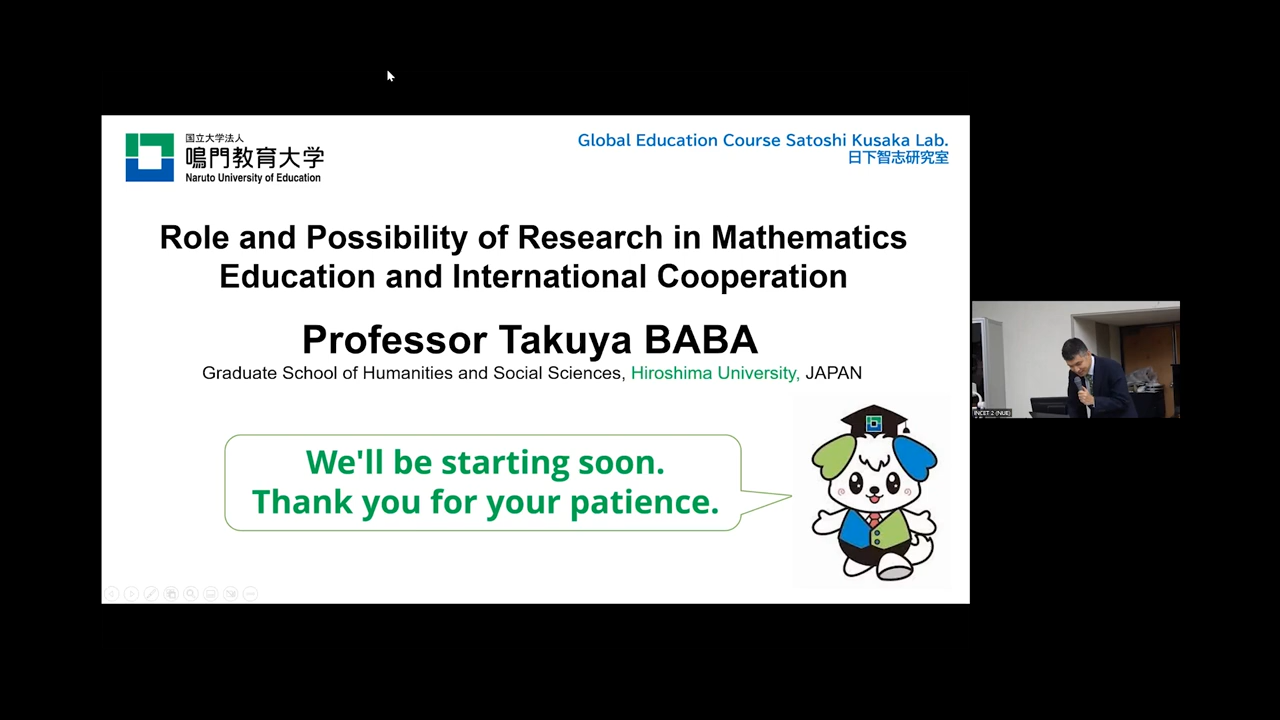 国立大学法人
鳴門教育大学
Naruto University of Education
Global Education Course Satoshi Kusaka Lab.
日下智志研究室
Role and Possibility of Research in Mathematics
Education and International Cooperation
Professor Takuya BABA
Graduate School of Humanities and Social Sciences, Hiroshima University, JAPAN
We'll be starting soon.
Thank you for your patience.
INCET 2 (NUE)